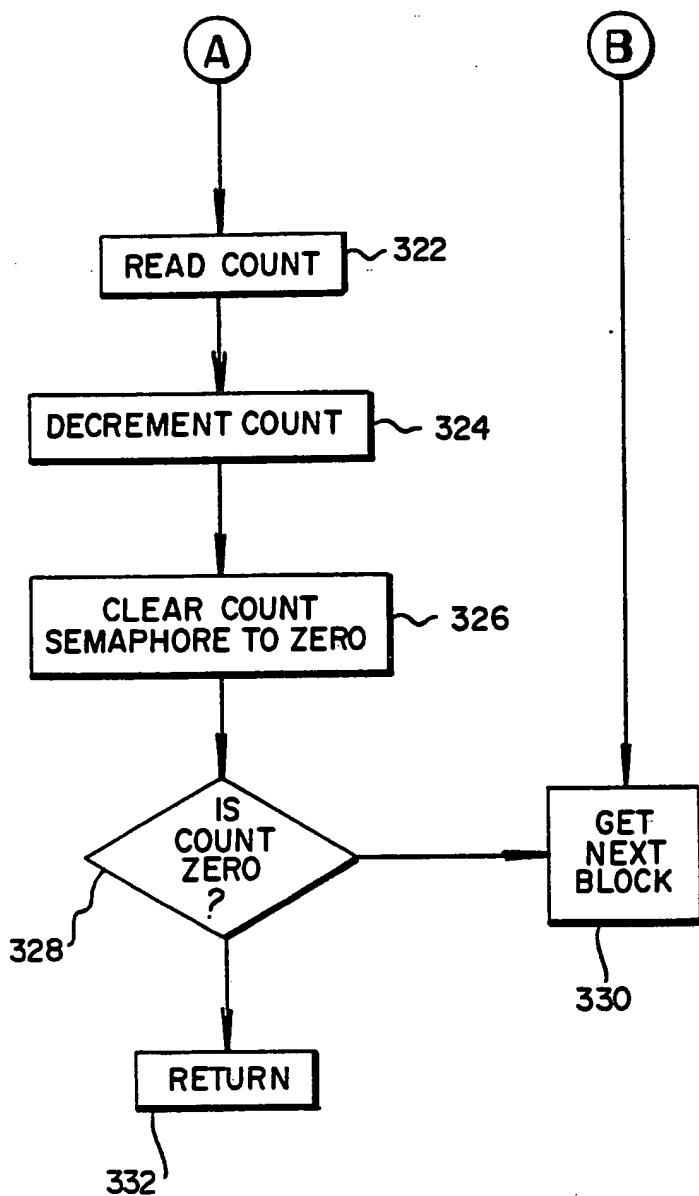 A
B
READ COUNT
322
DECREMENT COUNT
324
CLEAR COUNT
SEMAPHORE TO ZERO
326
IS
COUNT
ZERO
?
328
GET
NEXT
BLOCK
330
RETURN
332